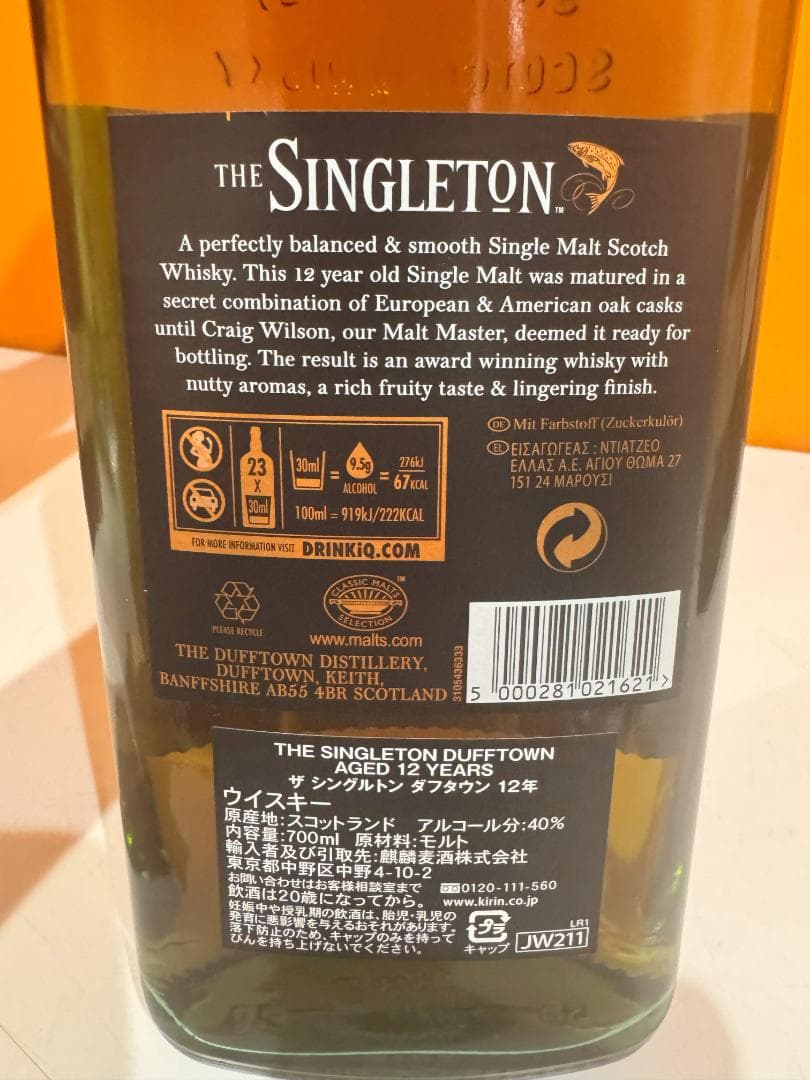 THE SINGLETON™
A perfectly balanced & smooth Single Malt Scotch
Whisky. This 12 year old Single Malt was matured in a
secret combination of European & American oak casks
until Craig Wilson, our Malt Master, deemed it ready for
bottling. The result is an award winning whisky with
nutty aromas, a rich fruity taste & lingering finish.
23
X
30ml
30ml = 9.5g ALCOHOL = 276kJ 67KCAL
100ml = 919kJ/222KCAL
FOR MORE INFORMATION VISIT DRINKiQ.COM
DE Mit Farbstoff (Zuckerkulör)
EL ΕΙΣΑΓΩΓΕΑΣ : ΝΤΙΑΤΖΕΟ
ΕΛΛΑΣ Α.Ε. ΑΓΙΟΥ ΘΩΜΑ 27
151 24 ΜΑΡΟΥΣΙ
PLEASE RECYCLE
CLASSIC MALTS SELECTION™
www.malts.com
THE DUFFTOWN DISTILLERY,
DUFFTOWN, KEITH,
BANFFSHIRE AB55 4BR SCOTLAND
3105436333
5 000281 021621 >
THE SINGLETON DUFFTOWN
AGED 12 YEARS
ザ シングルトン ダフタウン 12年
ウイスキー
原産地:スコットランド アルコール分:40%
内容量:700ml 原材料:モルト
輸入者及び引取先:麒麟麦酒株式会社
東京都中野区中野4-10-2
お問い合わせはお客様相談室まで 0120-111-560
飲酒は20歳になってから。 www.kirin.co.jp
妊娠中や授乳期の飲酒は、胎児・乳児の
発育に悪影響を与えるおそれがあります。
落下防止のため、キャップのみを持って
びんを持ち上げないでください。
プラ
キャップ
LR1
JW211